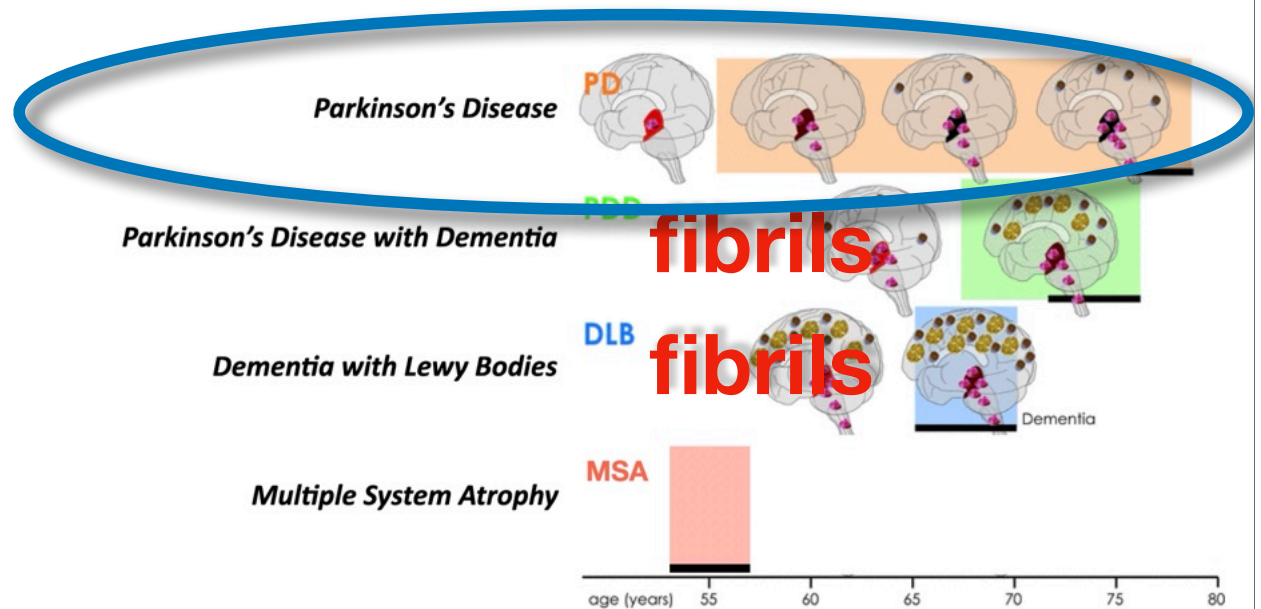 Parkinson's Disease
PD
PDD
Parkinson's Disease with Dementia
fibrils
DLB
Dementia with Lewy Bodies
fibrils
Dementia
MSA
Multiple System Atrophy
age (years) 55 60 65 70 75 80